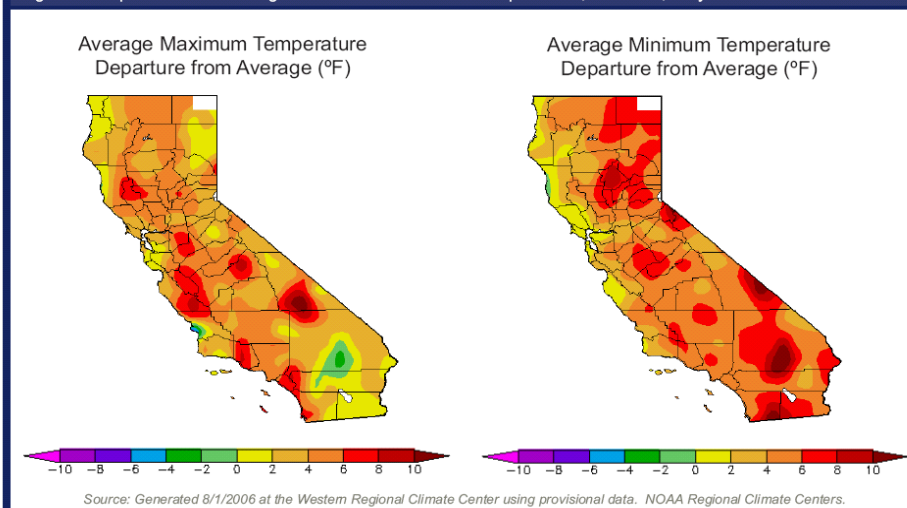 Average Maximum Temperature
Departure from Average (ºF)
Average Minimum Temperature
Departure from Average (ºF)
-10 -8 -6 -4 -2 0 2 4 6 8 10
-10 -8 -6 -4 -2 0 2 4 6 8 10
Source: Generated 8/1/2006 at the Western Regional Climate Center using provisional data. NOAA Regional Climate Centers.